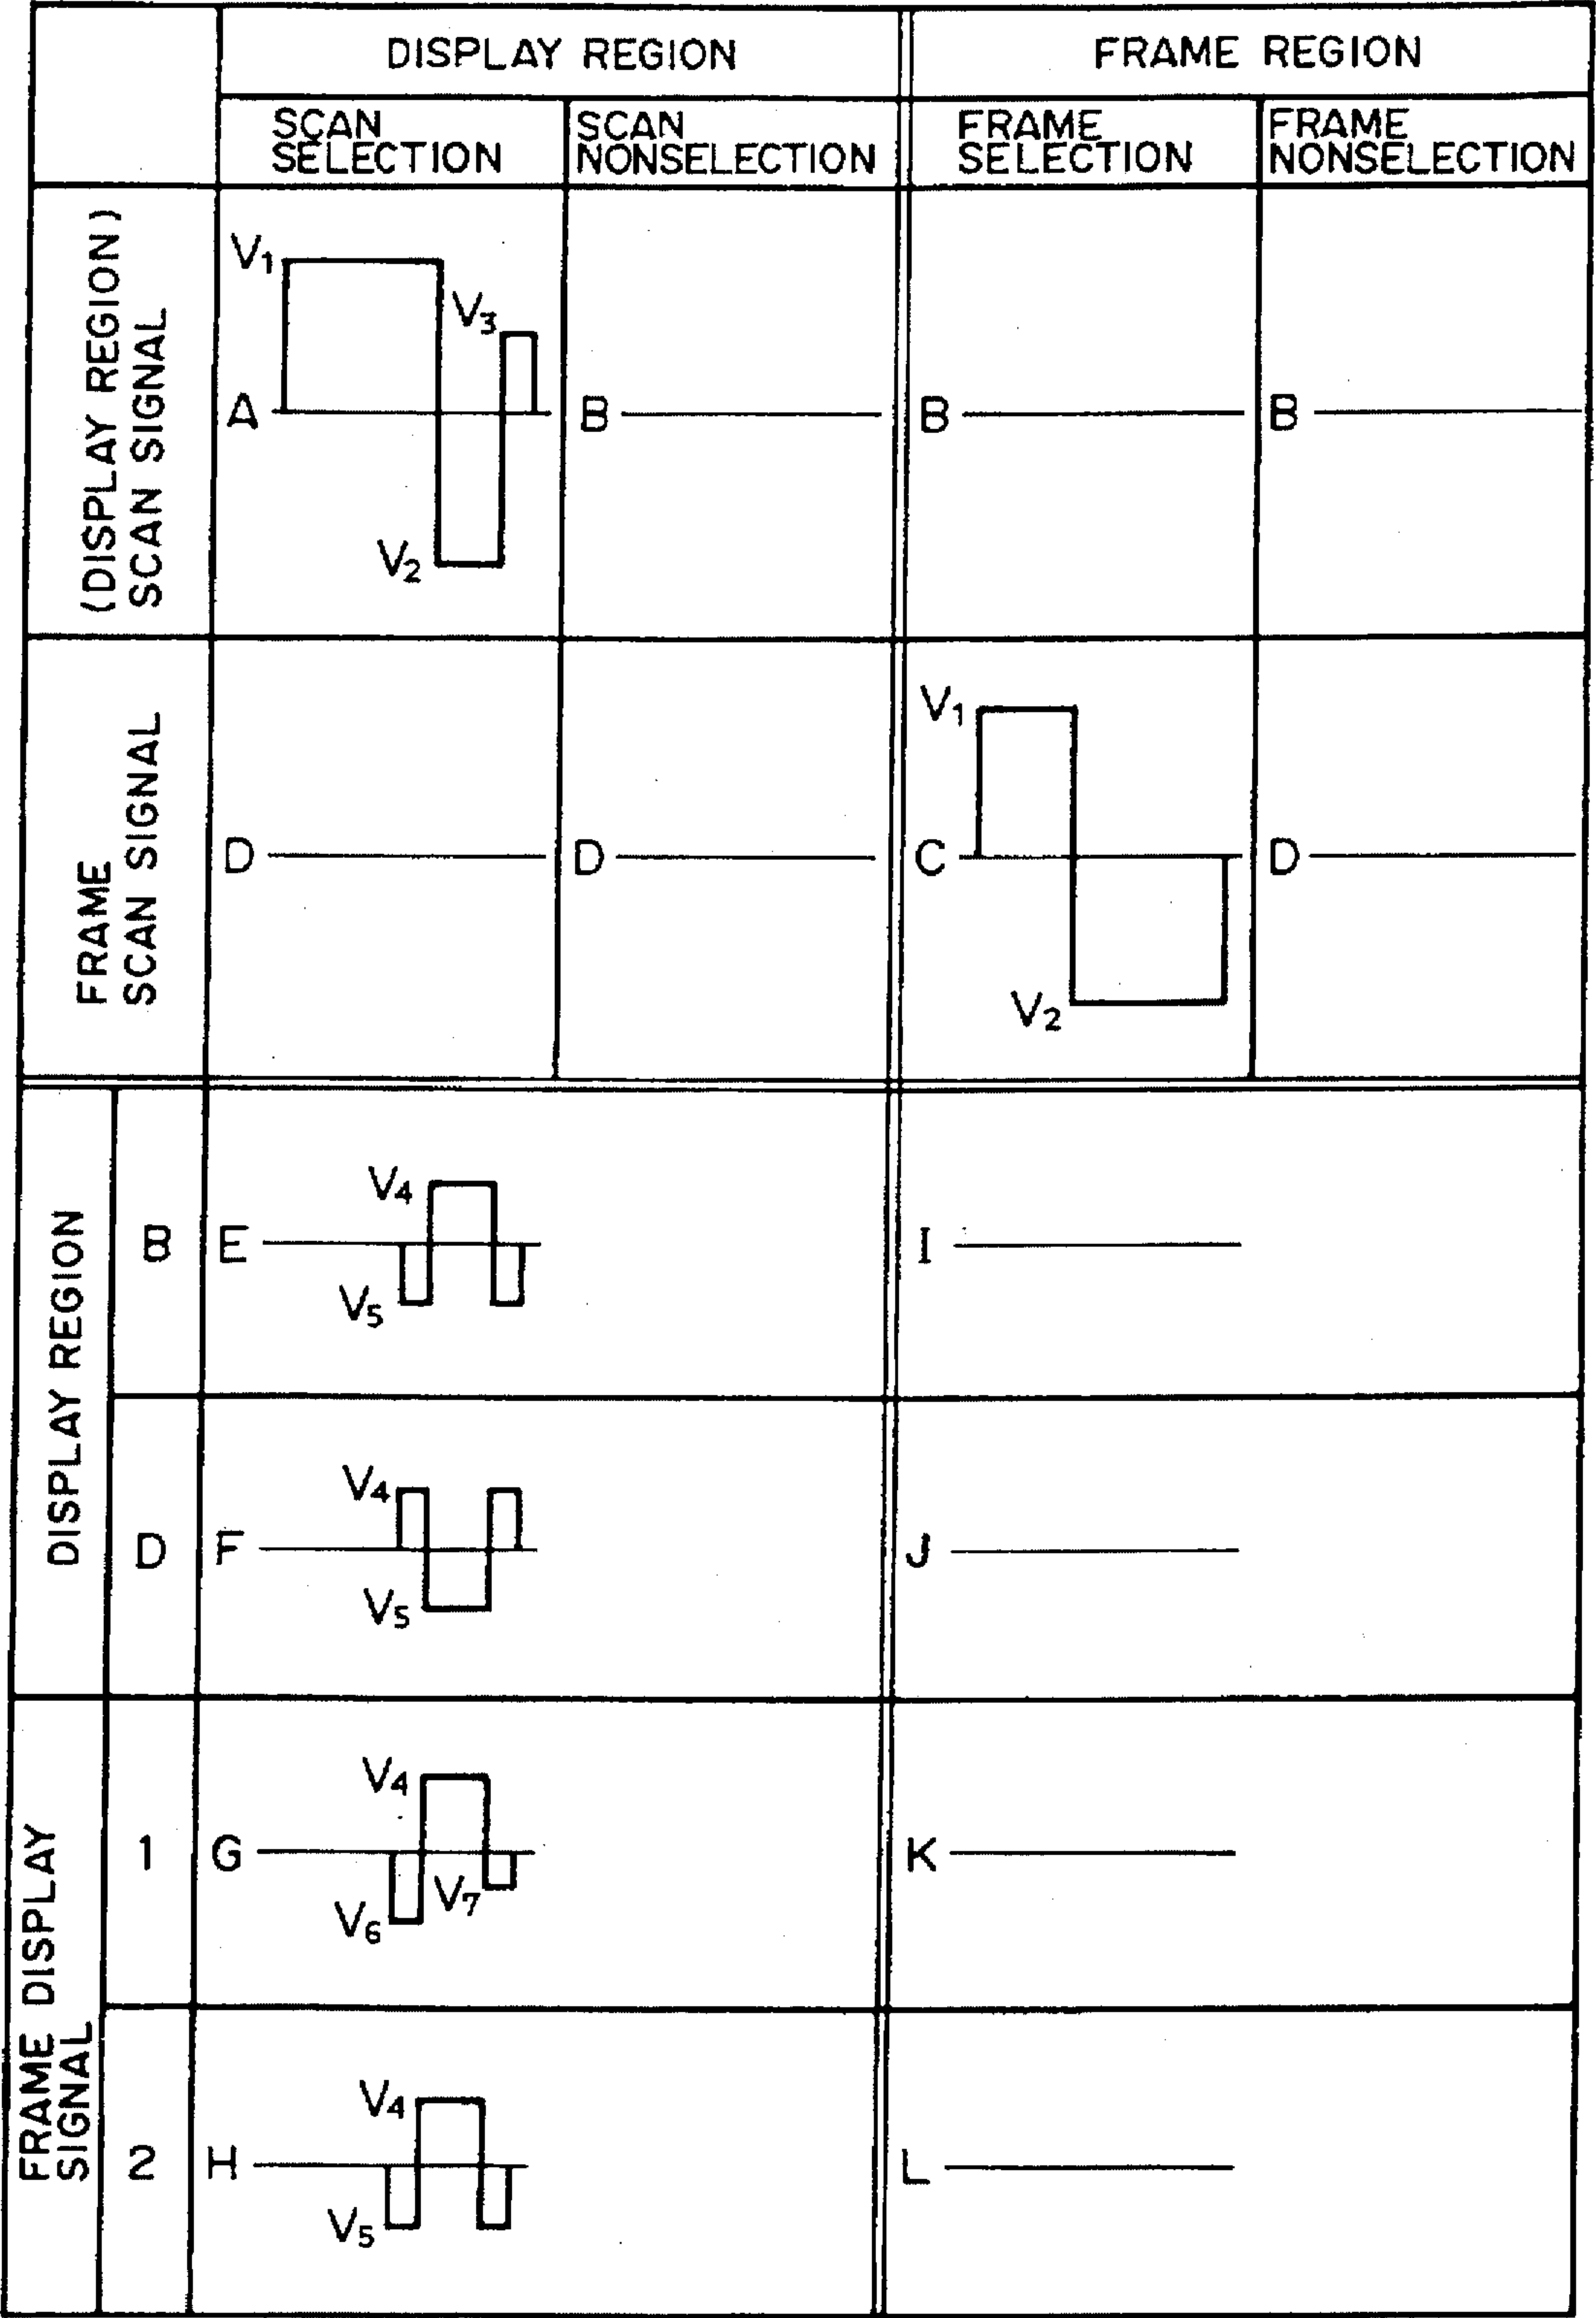 DISPLAY REGION
FRAME REGION
SCAN
SELECTION
SCAN
NONSELECTION
FRAME
SELECTION
FRAME
NONSELECTION
(DISPLAY REGION)
SCAN SIGNAL
V1
V3
A
V2
B
B
B
FRAME
SCAN SIGNAL
D
D
V1
C
V2
D
DISPLAY REGION
B
E
V4
V5
I
D
F
V4
V5
J
FRAME DISPLAY
SIGNAL
1
G
V4
V6
V7
K
2
H
V4
V5
L